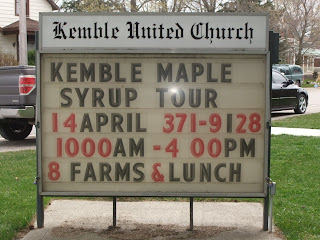 Kemble United Church
KEMBLE MAPLE
SYRUP TOUR
14 APRIL 371-9128
1000AM - 4 00PM
8 FARMS & LUNCH